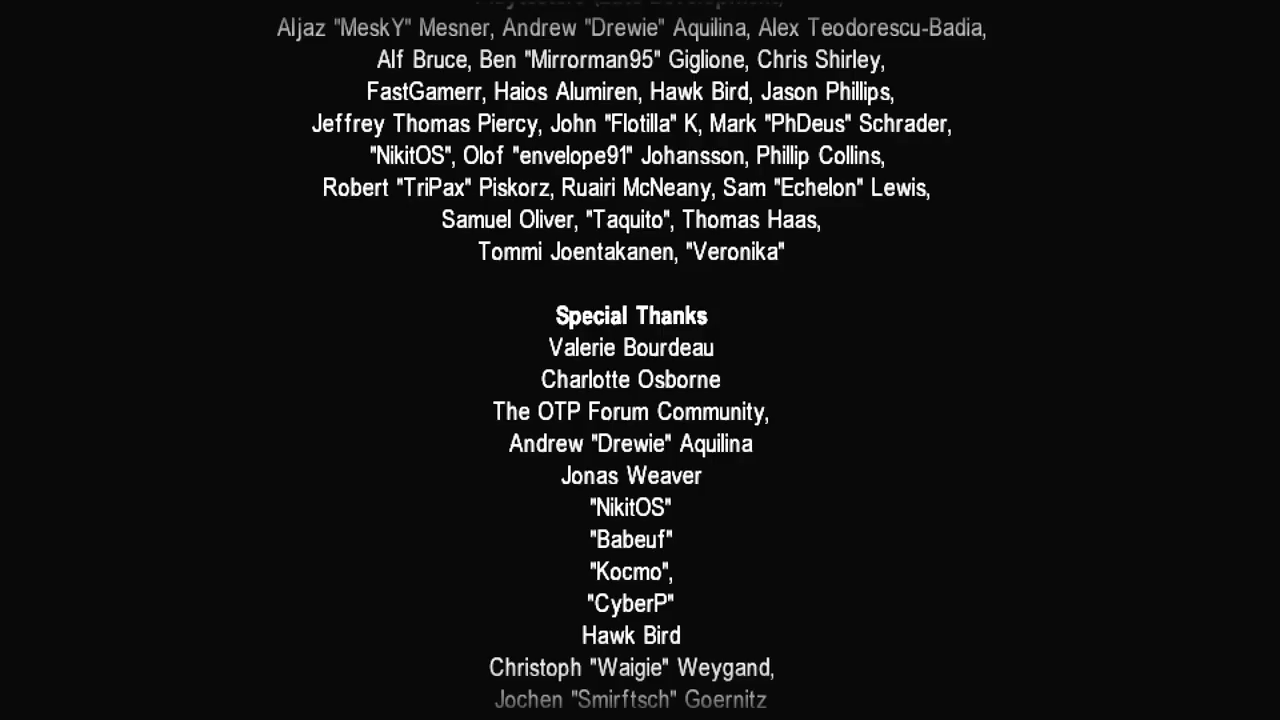 Aljaz "MeskY" Mesner, Andrew "Drewie" Aquilina, Alex Teodorescu-Badia,
Alf Bruce, Ben "Mirrorman95" Giglione, Chris Shirley,
FastGamerr, Haios Alumiren, Hawk Bird, Jason Phillips,
Jeffrey Thomas Piercy, John "Flotilla" K, Mark "PhDeus" Schrader,
"NikitOS", Olof "envelope91" Johansson, Phillip Collins,
Robert "TriPax" Piskorz, Ruairi McNeany, Sam "Echelon" Lewis,
Samuel Oliver, "Taquito", Thomas Haas,
Tommi Joentakanen, "Veronika"
Special Thanks
Valerie Bourdeau
Charlotte Osborne
The OTP Forum Community,
Andrew "Drewie" Aquilina
Jonas Weaver
"NikitOS"
"Babeuf"
"Kocmo",
"CyberP"
Hawk Bird
Christoph "Waigie" Weygand,
Jochen "Smirftsch" Goernitz